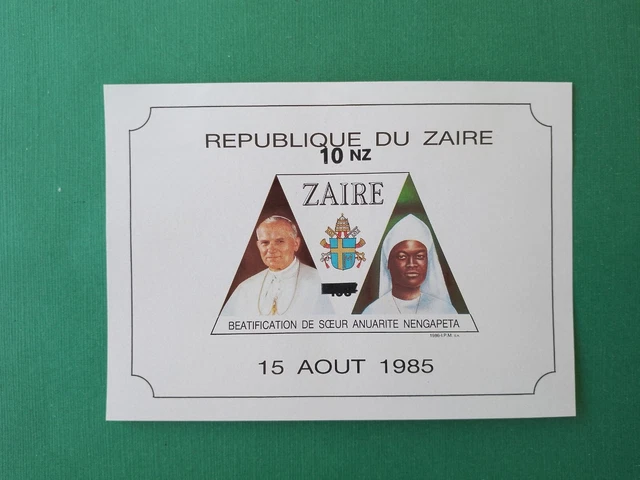 REPUBLIQUE DU ZAIRE
10 NZ
ZAIRE
BEATIFICATION DE SŒUR ANUARITE NENGAPETA
15 AOUT 1985